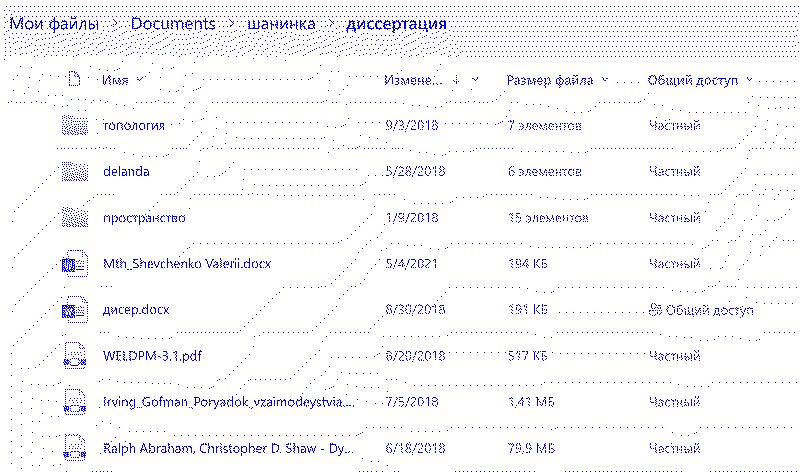 Мои файлы > Documents > шанинка > диссертация
Имя Измене... ↓ Размер файла Общий доступ
топология 9/3/2018 7 элементов Частный
delanda 5/28/2018 6 элементов Частный
пространство 1/9/2018 15 элементов Частный
Mth_Shevchenko Valerii.docx 5/4/2021 194 КБ Частный
дисер.docx 8/30/2018 191 КБ Общий доступ
WELDPM-3.1.pdf 8/20/2018 517 КБ Частный
Irving_Gofman_Poryadok_vzaimodeystvia.... 7/5/2018 1,41 МБ Частный
Ralph Abraham, Christopher D. Shaw - Dy... 6/18/2018 79,9 МБ Частный